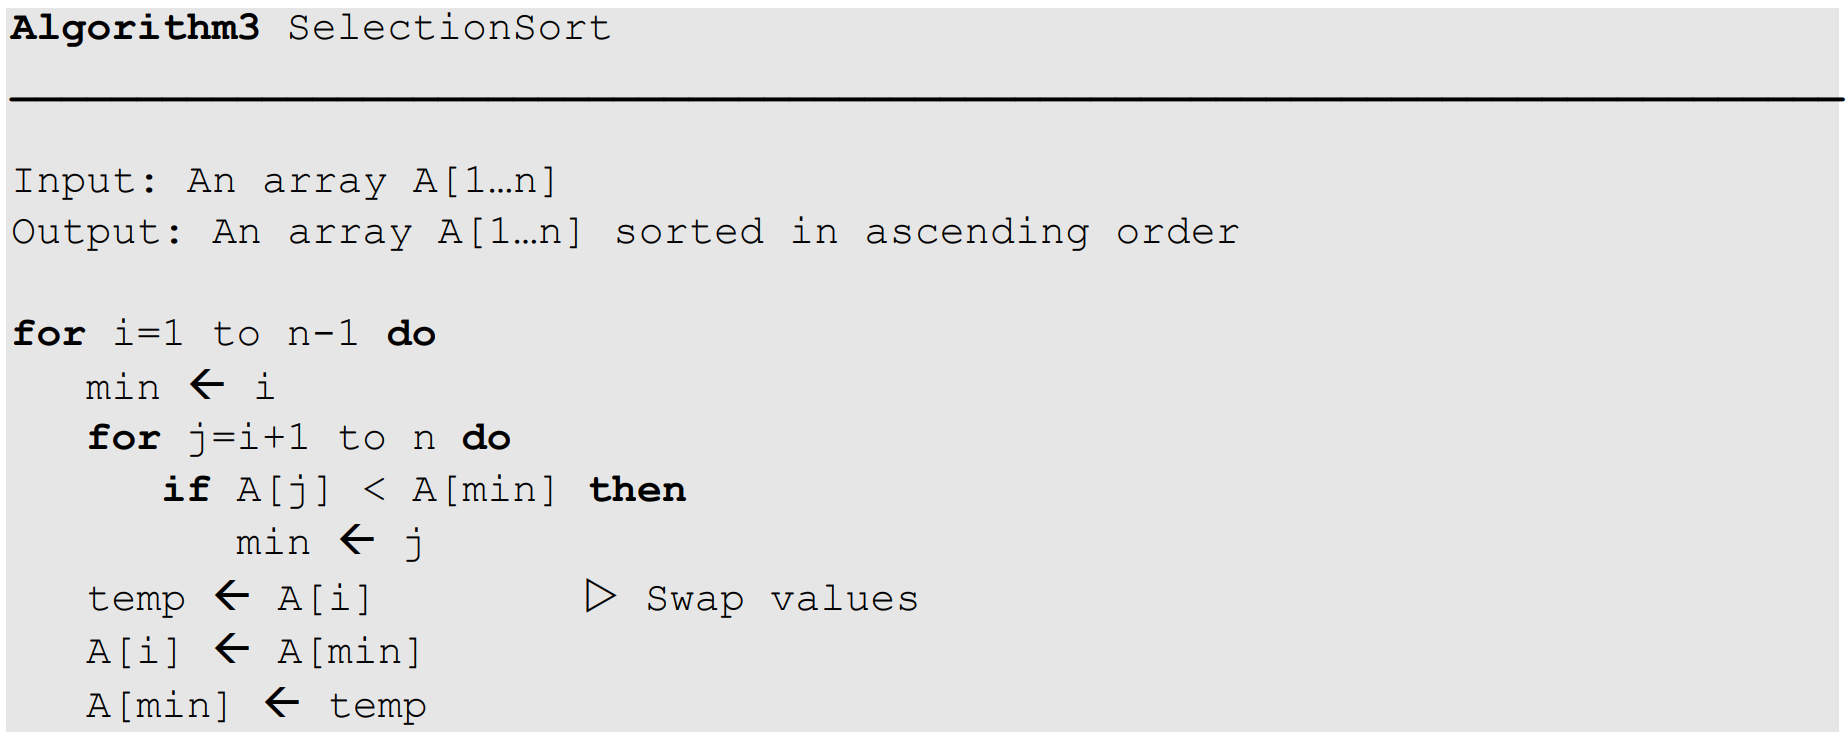 Algorithm3 SelectionSort
Input: An array A[1…n]
Output: An array A[1…n] sorted in ascending order
for i=1 to n-1 do
min ← i
for j=i+1 to n do
if A[j] < A[min] then
min ← j
temp ← A[i] ▷ Swap values
A[i] ← A[min]
A[min] ← temp